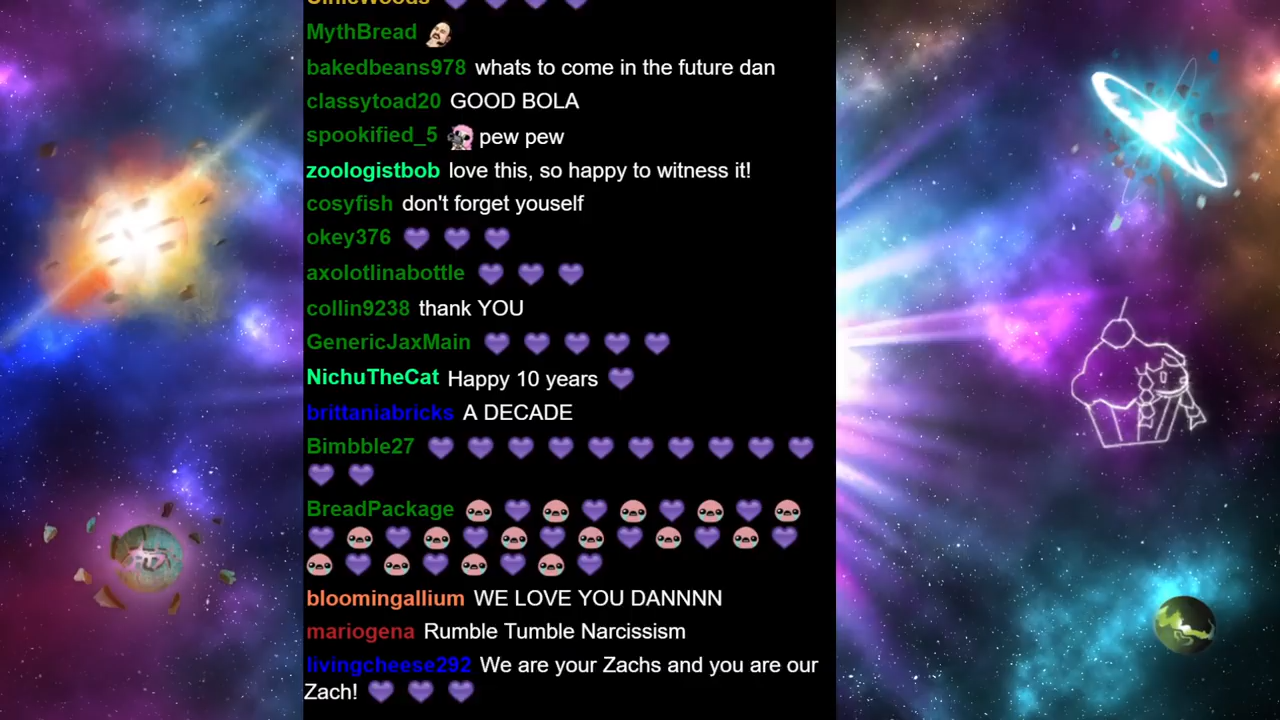 MythBread
bakedbeans978 whats to come in the future dan
classytoad20 GOOD BOLA
spookified_5 pew pew
zoologistbob love this, so happy to witness it!
cosyfish don't forget youself
okey376
axolotlinabottle
collin9238 thank YOU
GenericJaxMain
NichuTheCat Happy 10 years
brittaniabricks A DECADE
Bimbble27
BreadPackage
bloomingallium WE LOVE YOU DANNNN
mariogena Rumble Tumble Narcissism
livingcheese292 We are your Zachs and you are our
Zach!